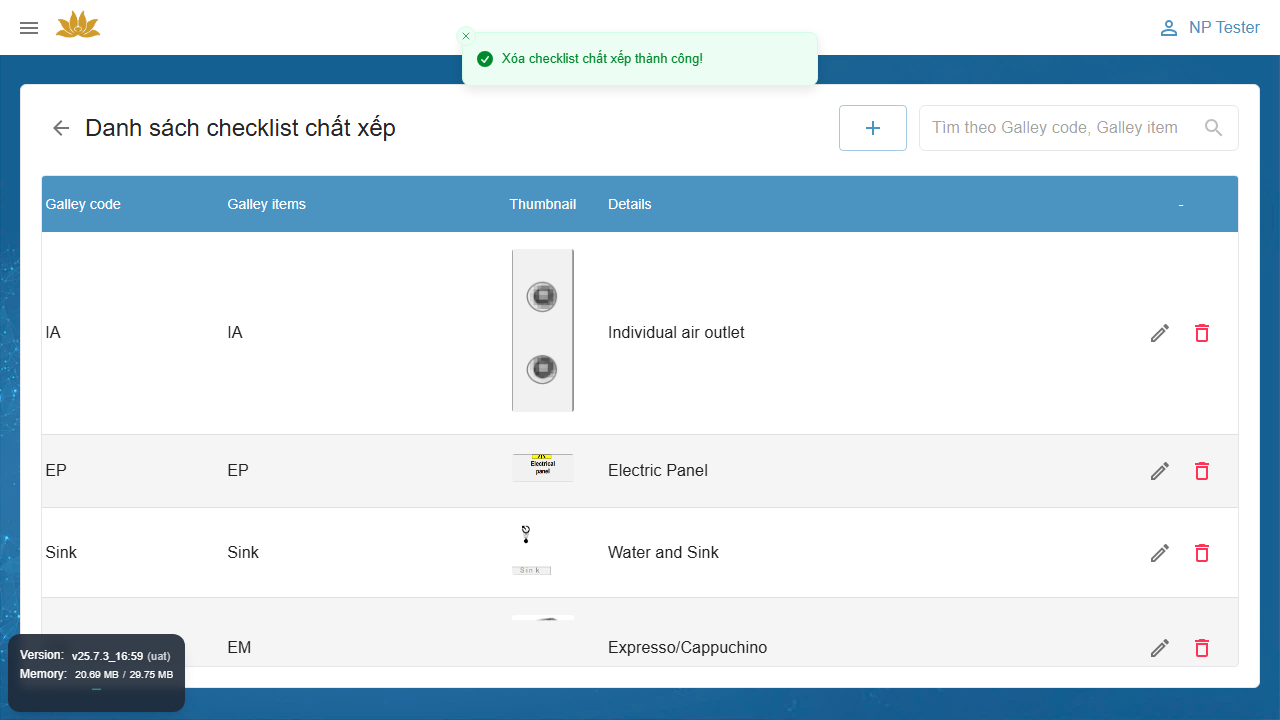 NP Tester
Xóa checklist chất xếp thành công!
Danh sách checklist chất xếp
Tìm theo Galley code, Galley item
Galley code Galley items Thumbnail Details -
IA IA Individual air outlet
EP EP Electrical panel Electric Panel
Sink Sink Sink Water and Sink
EM Expresso/Cappuchino
Version: v25.7.3_16:59 (uat)
Memory: 20.69 MB / 29.75 MB